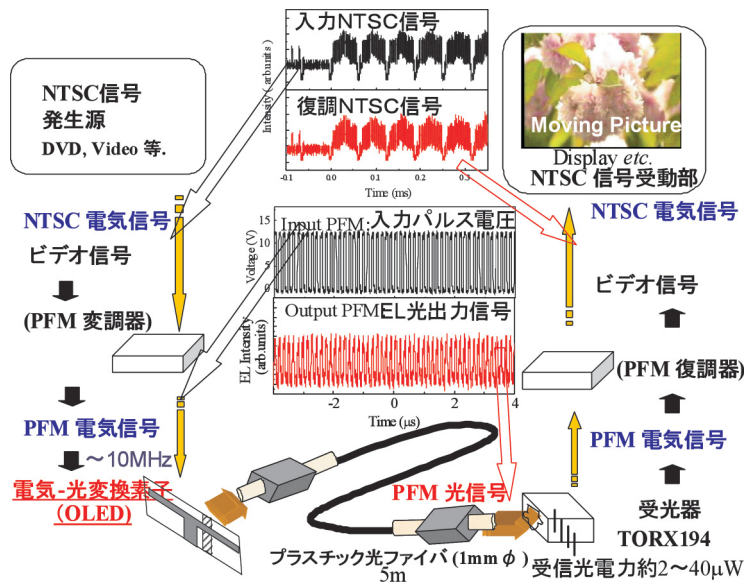 NTSC信号
発生源
DVD, Video 等.
NTSC 電気信号
ビデオ信号
(PFM 変調器)
PFM 電気信号
～10MHz
電気-光変換素子
(OLED)
入力NTSC信号
復調NTSC信号
Intensity ( arb.units)
-0.1
0.0
0.1
0.2
0.3
Time (ms)
Input PFM:入力パルス電圧
15
10
5
0
Voltage (V)
Output PFM EL光出力信号
EL Intensity
(arb.units)
-2
0
2
4
Time (μs)
PFM 光信号
プラスチック光ファイバ (1mm φ)
5m
Moving Picture
Display etc.
NTSC 信号受動部
NTSC 電気信号
ビデオ信号
(PFM 復調器)
PFM 電気信号
受光器
TORX194
受信光電力約2～40μW